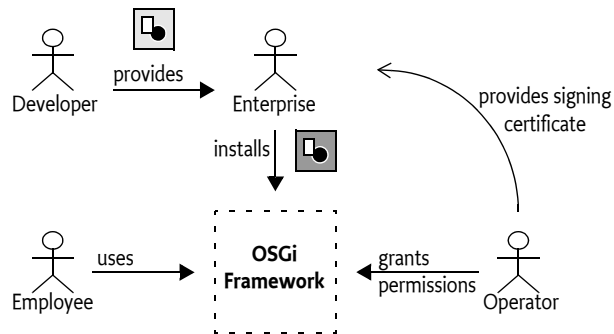 provides
Developer
Enterprise
provides signing
certificate
installs
OSGi
Framework
uses
grants
permissions
Employee
Operator